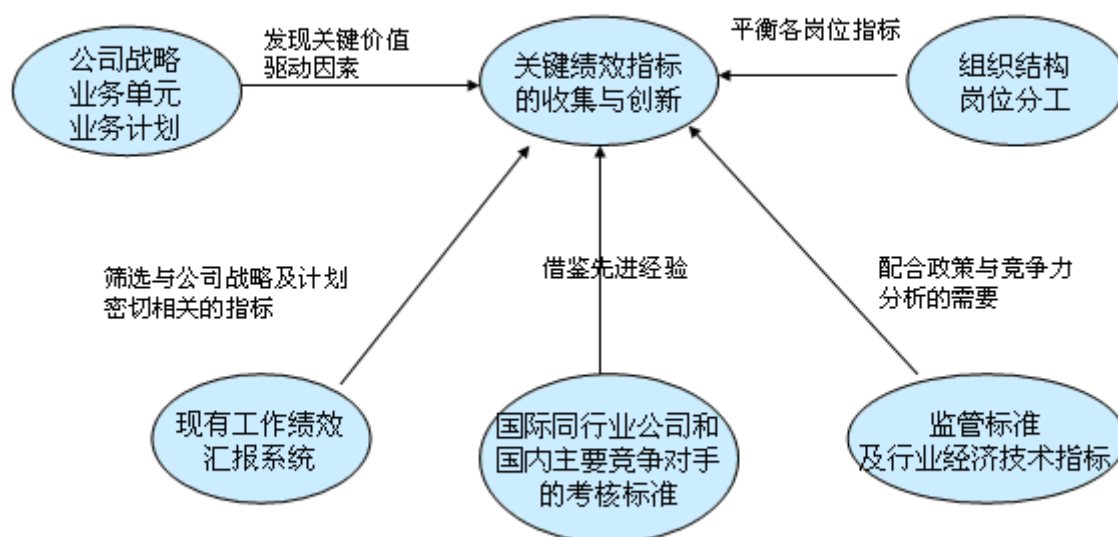 公司战略
业务单元
业务计划
发现关键价值
驱动因素
关键绩效指标
的收集与创新
平衡各岗位指标
组织结构
岗位分工
筛选与公司战略及计划
密切相关的指标
借鉴先进经验
配合政策与竞争力
分析的需要
现有工作绩效
汇报系统
国际同行业公司和
国内主要竞争对手
的考核标准
监管标准
及行业经济技术指标